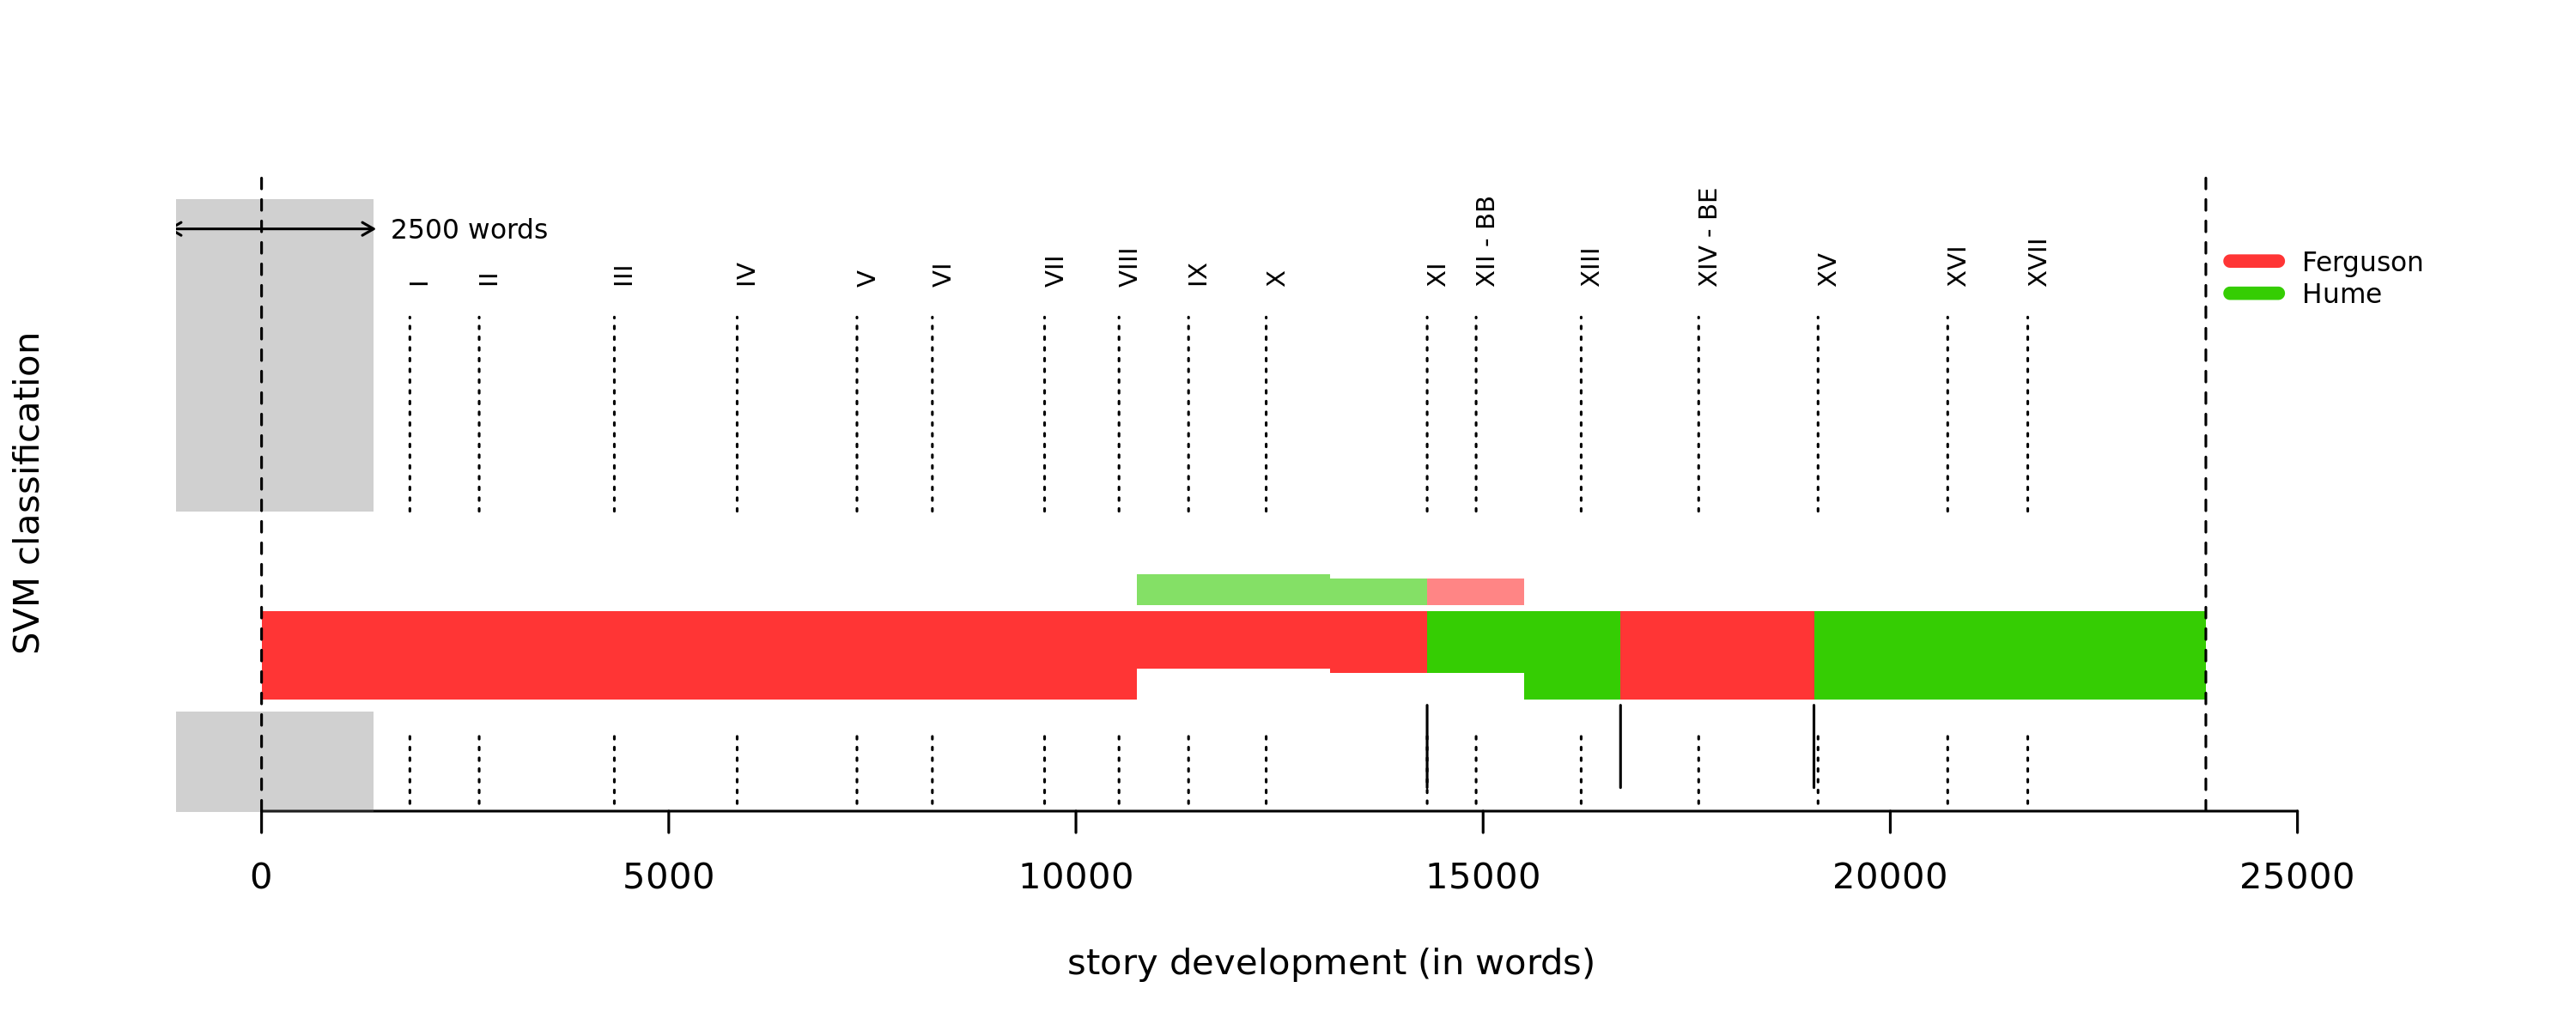 2500 words
I
II
III
IV
V
VI
VII
VIII
IX
X
XI
XII - BB
XIII
XIV - BE
XV
XVI
XVII
Ferguson
Hume
SVM classification
0
5000
10000
15000
20000
25000
story development (in words)